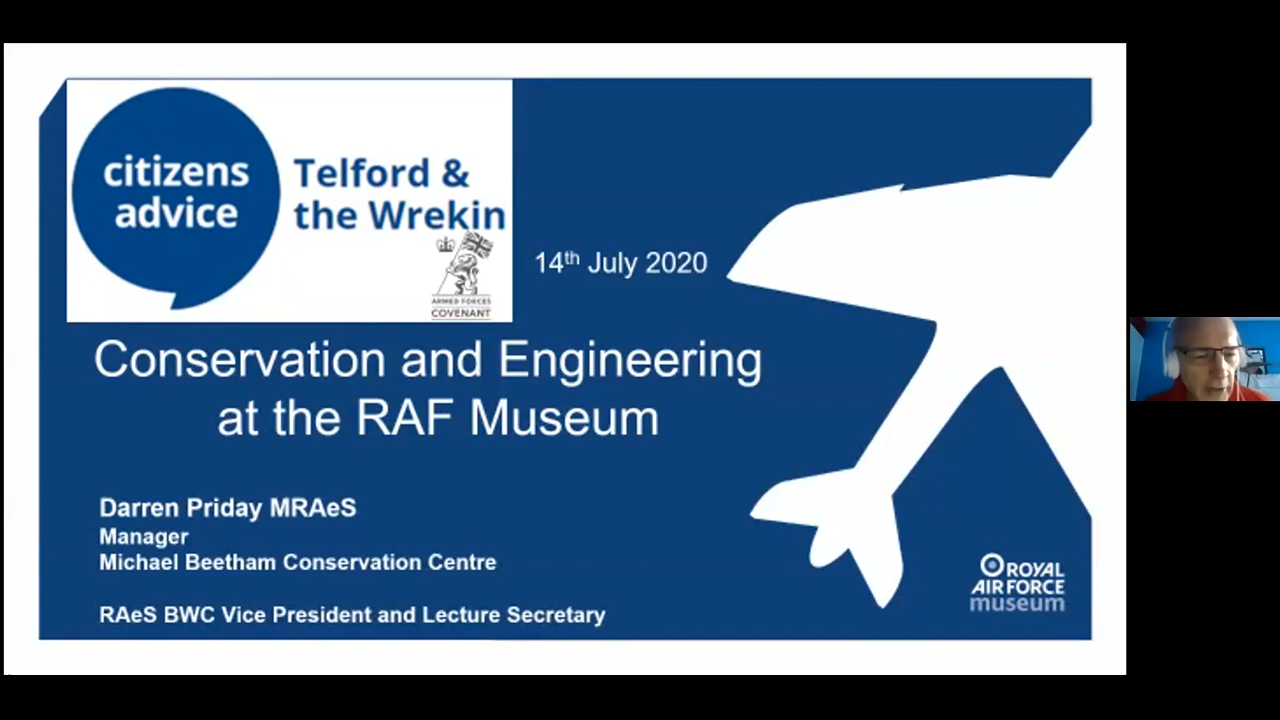 citizens
advice
Telford &
the Wrekin
ARMED FORCES
COVENANT
14th July 2020
Conservation and Engineering
at the RAF Museum
Darren Priday MRAeS
Manager
Michael Beetham Conservation Centre
RAeS BWC Vice President and Lecture Secretary
ROYAL
AIR FORCE
museum